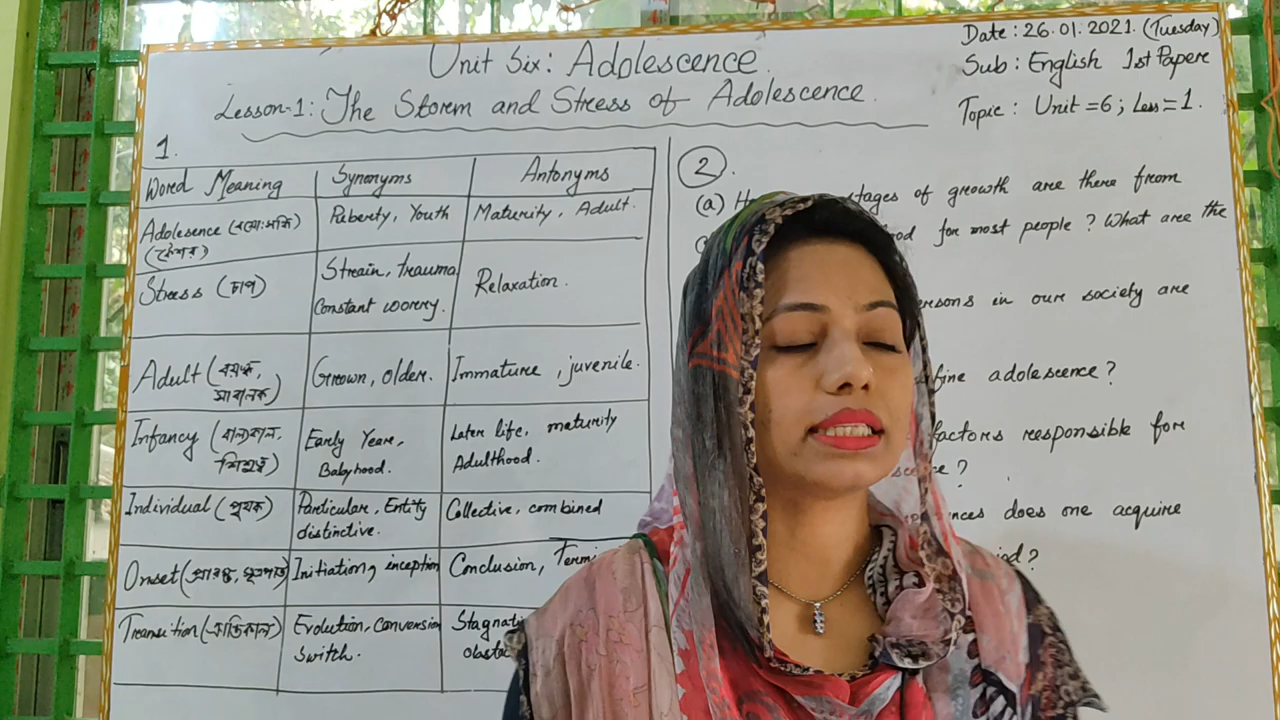 Unit Six: Adolescence.
Lesson-1: The Storm and Stress of Adolescence.
Date: 26.01.2021. (Tuesday)
Sub: English 1st Paper
Topic: Unit=6; Less=1.
1.
Word Meaning Synonyms Antonyms
Adolesence (বয়ঃসন্ধি) Puberty, Youth Maturity, Adult.
(কৈশর)
Stress (চাপ) Strain, trauma Relaxation.
Constant worry.
Adult (বয়স্ক, Grown, older. Immature, juvenile.
সাবালক)
Infancy (বাল্যকাল, Early Year, Later life, maturity
শিশুত্ব) Babyhood. Adulthood.
Individual (পৃথক) Particular, Entity Collective, combined
distinctive.
Onset (প্রারম্ভ, সূত্রপাত) Initiation, inception Conclusion,
Transition (ক্রান্তিকাল) Evolution, Conversion
Switch.
2.
(a) stages of growth are there from
for most people? What are the
in our society are
adolescence?
factors responsible for
does one acquire